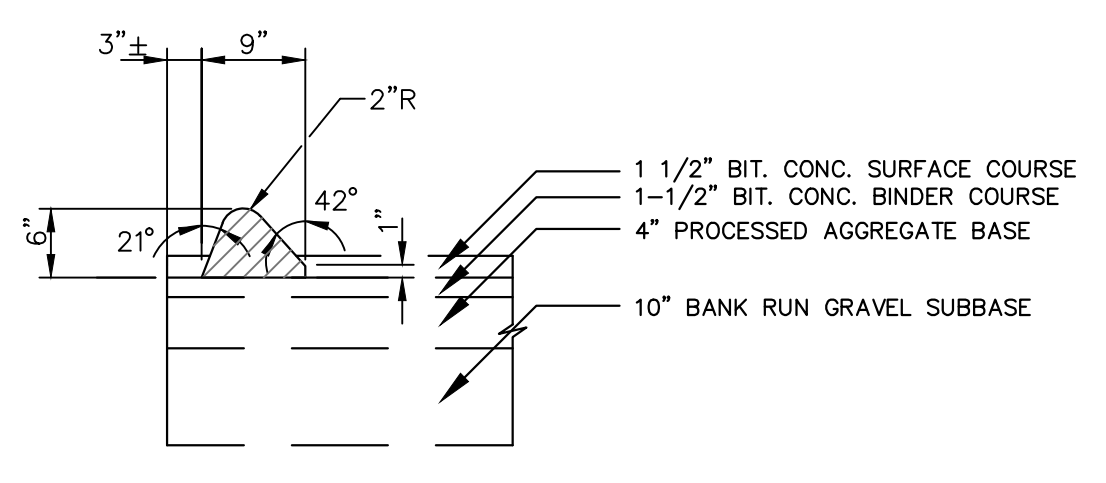 3"±
9"
2"R
42°
1"
6"
21°
1 1/2" BIT. CONC. SURFACE COURSE
1-1/2" BIT. CONC. BINDER COURSE
4" PROCESSED AGGREGATE BASE
10" BANK RUN GRAVEL SUBBASE